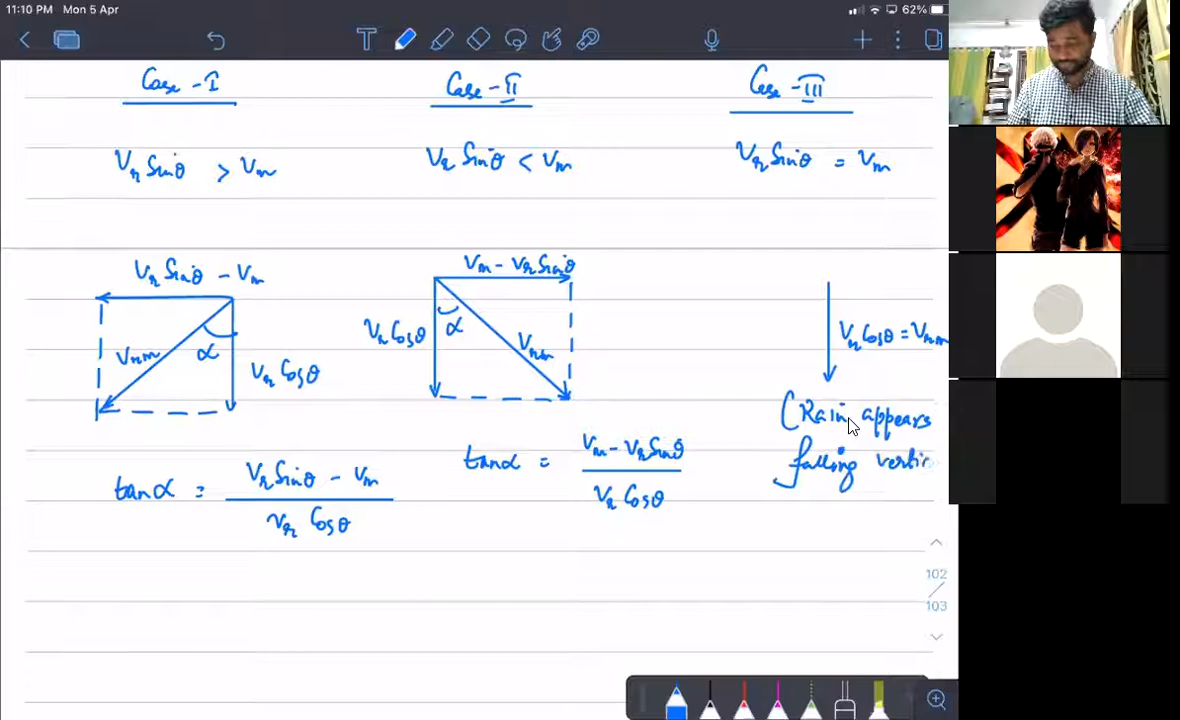 11:10 PM Mon 5 Apr 62%
Case - I Case - II Case - III
Vr Sinθ > Vm Vr Sinθ < Vm Vr Sinθ = Vm
Vr Sinθ - Vm Vm - Vr Sinθ
Vrm α Vr Cosθ
Vr Cosθ α Vrm
Vr Cosθ = Vrm
(Rain appears
falling
tanα = Vr Sinθ - Vm / Vr Cosθ
tanα = Vm - Vr Sinθ / Vr Cosθ
102
103